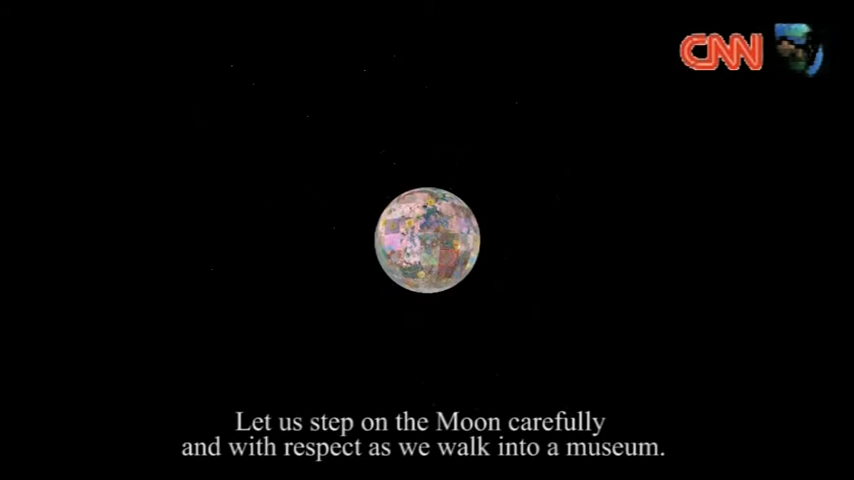 CNN
Let us step on the Moon carefully
and with respect as we walk into a museum.